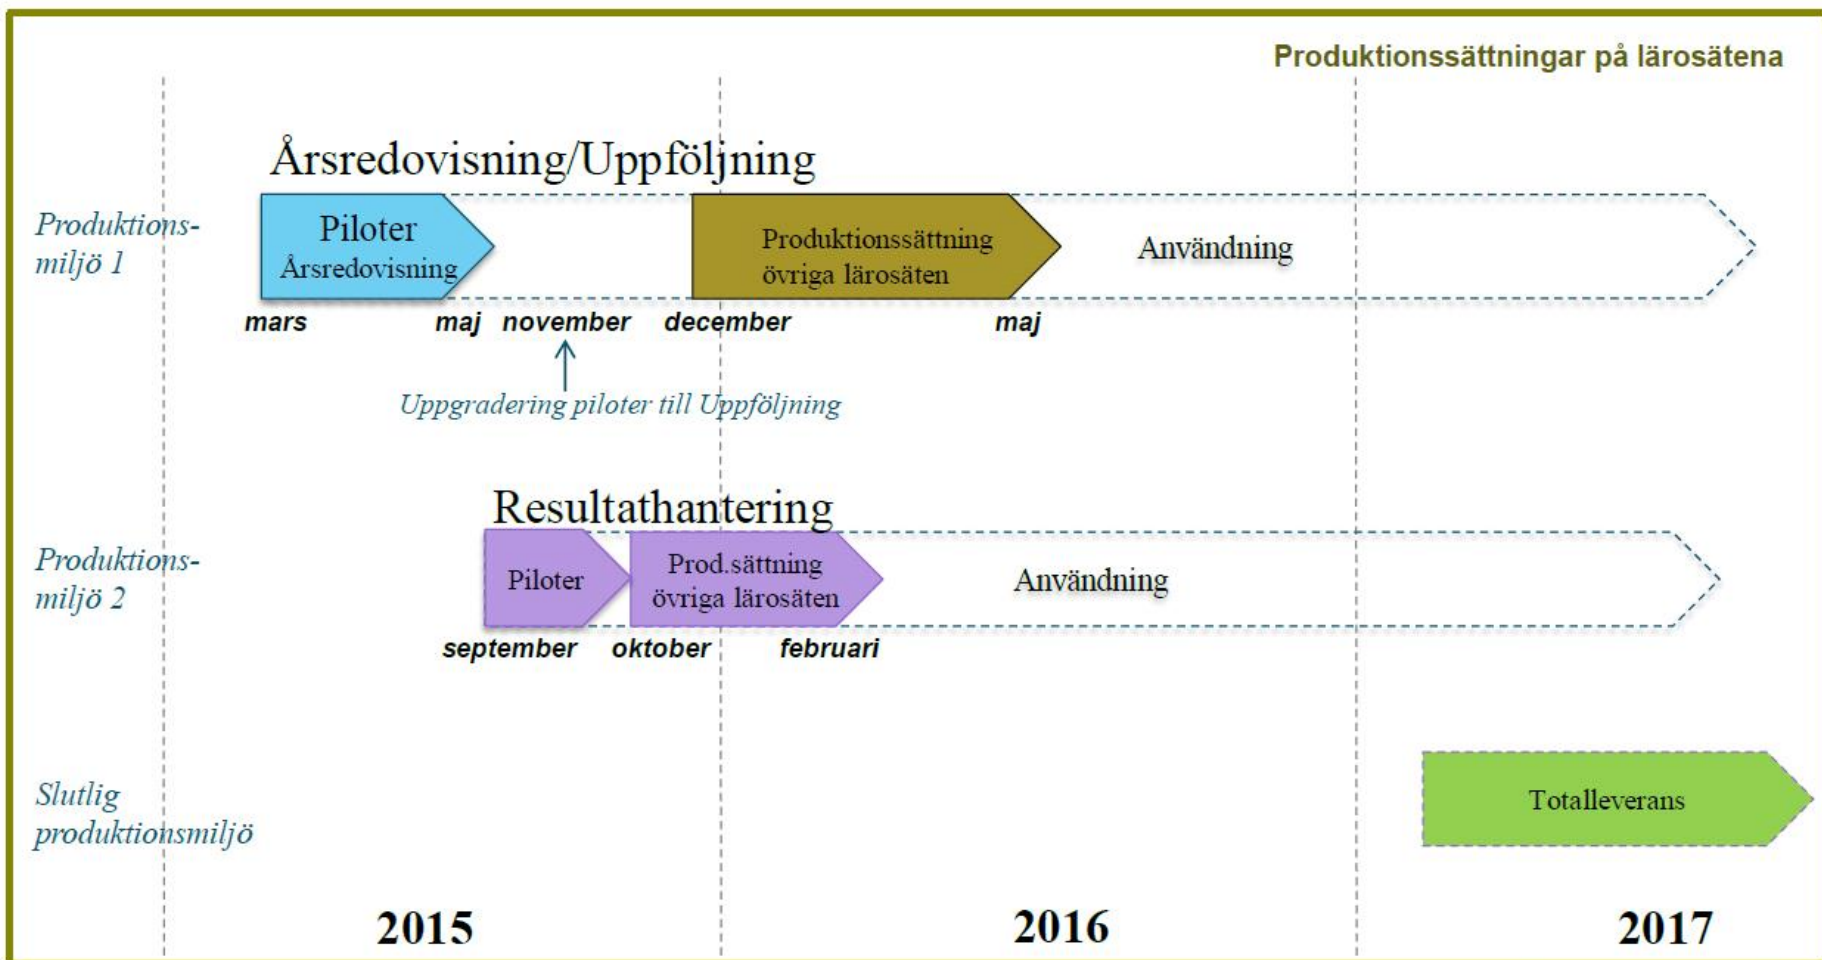 Produktionssättningar på lärosätena
Årsredovisning/Uppföljning
Produktions-
miljö 1
Piloter
Årsredovisning
Produktionssättning
övriga lärosäten
Användning
mars
maj
november
december
maj
Uppgradering piloter till Uppföljning
Resultathantering
Produktions-
miljö 2
Piloter
Prod.sättning
övriga lärosäten
Användning
september
oktober
februari
Slutlig
produktionsmiljö
Totalleverans
2015
2016
2017